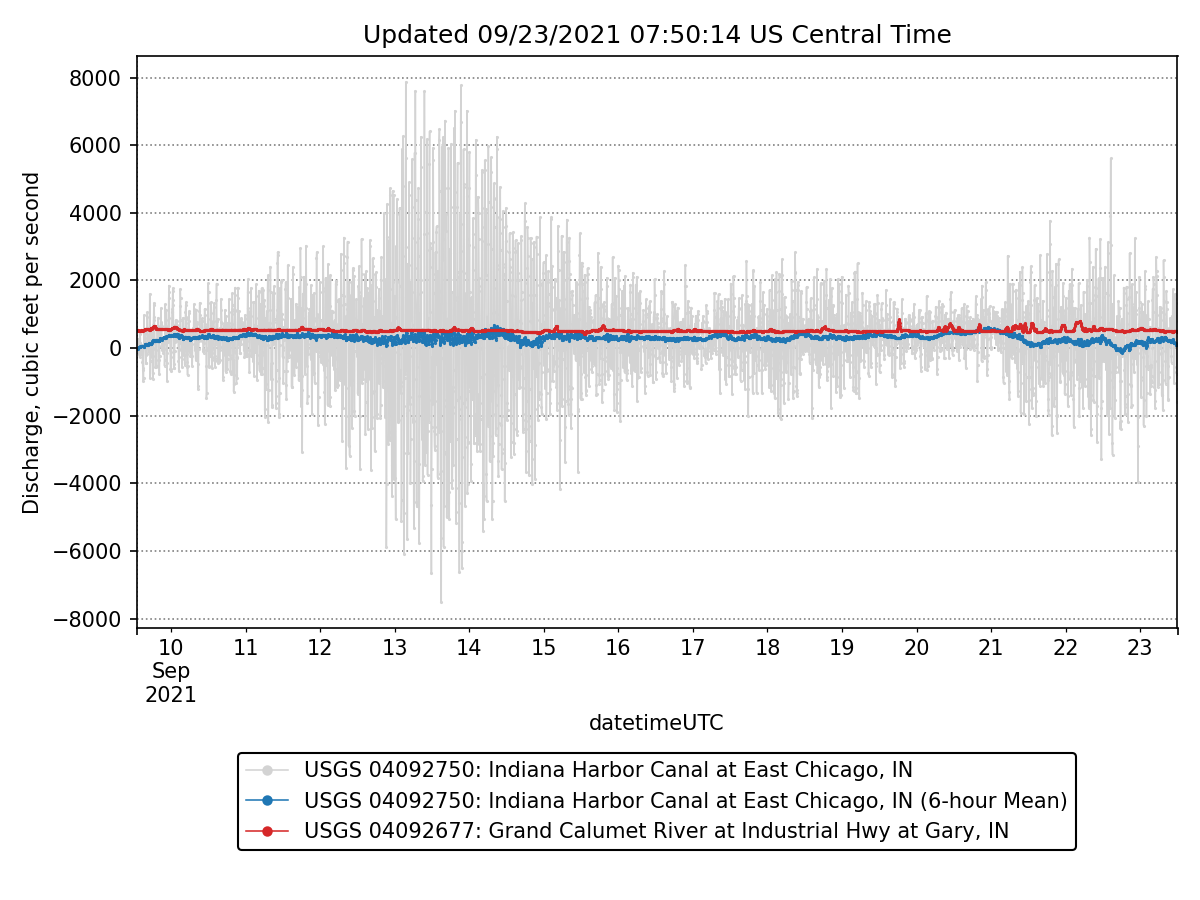 Updated 09/23/2021 07:50:14 US Central Time
Discharge, cubic feet per second
8000
6000
4000
2000
0
−2000
−4000
−6000
−8000
10 11 12 13 14 15 16 17 18 19 20 21 22 23
Sep
2021
datetimeUTC
USGS 04092750: Indiana Harbor Canal at East Chicago, IN
USGS 04092750: Indiana Harbor Canal at East Chicago, IN (6-hour Mean)
USGS 04092677: Grand Calumet River at Industrial Hwy at Gary, IN